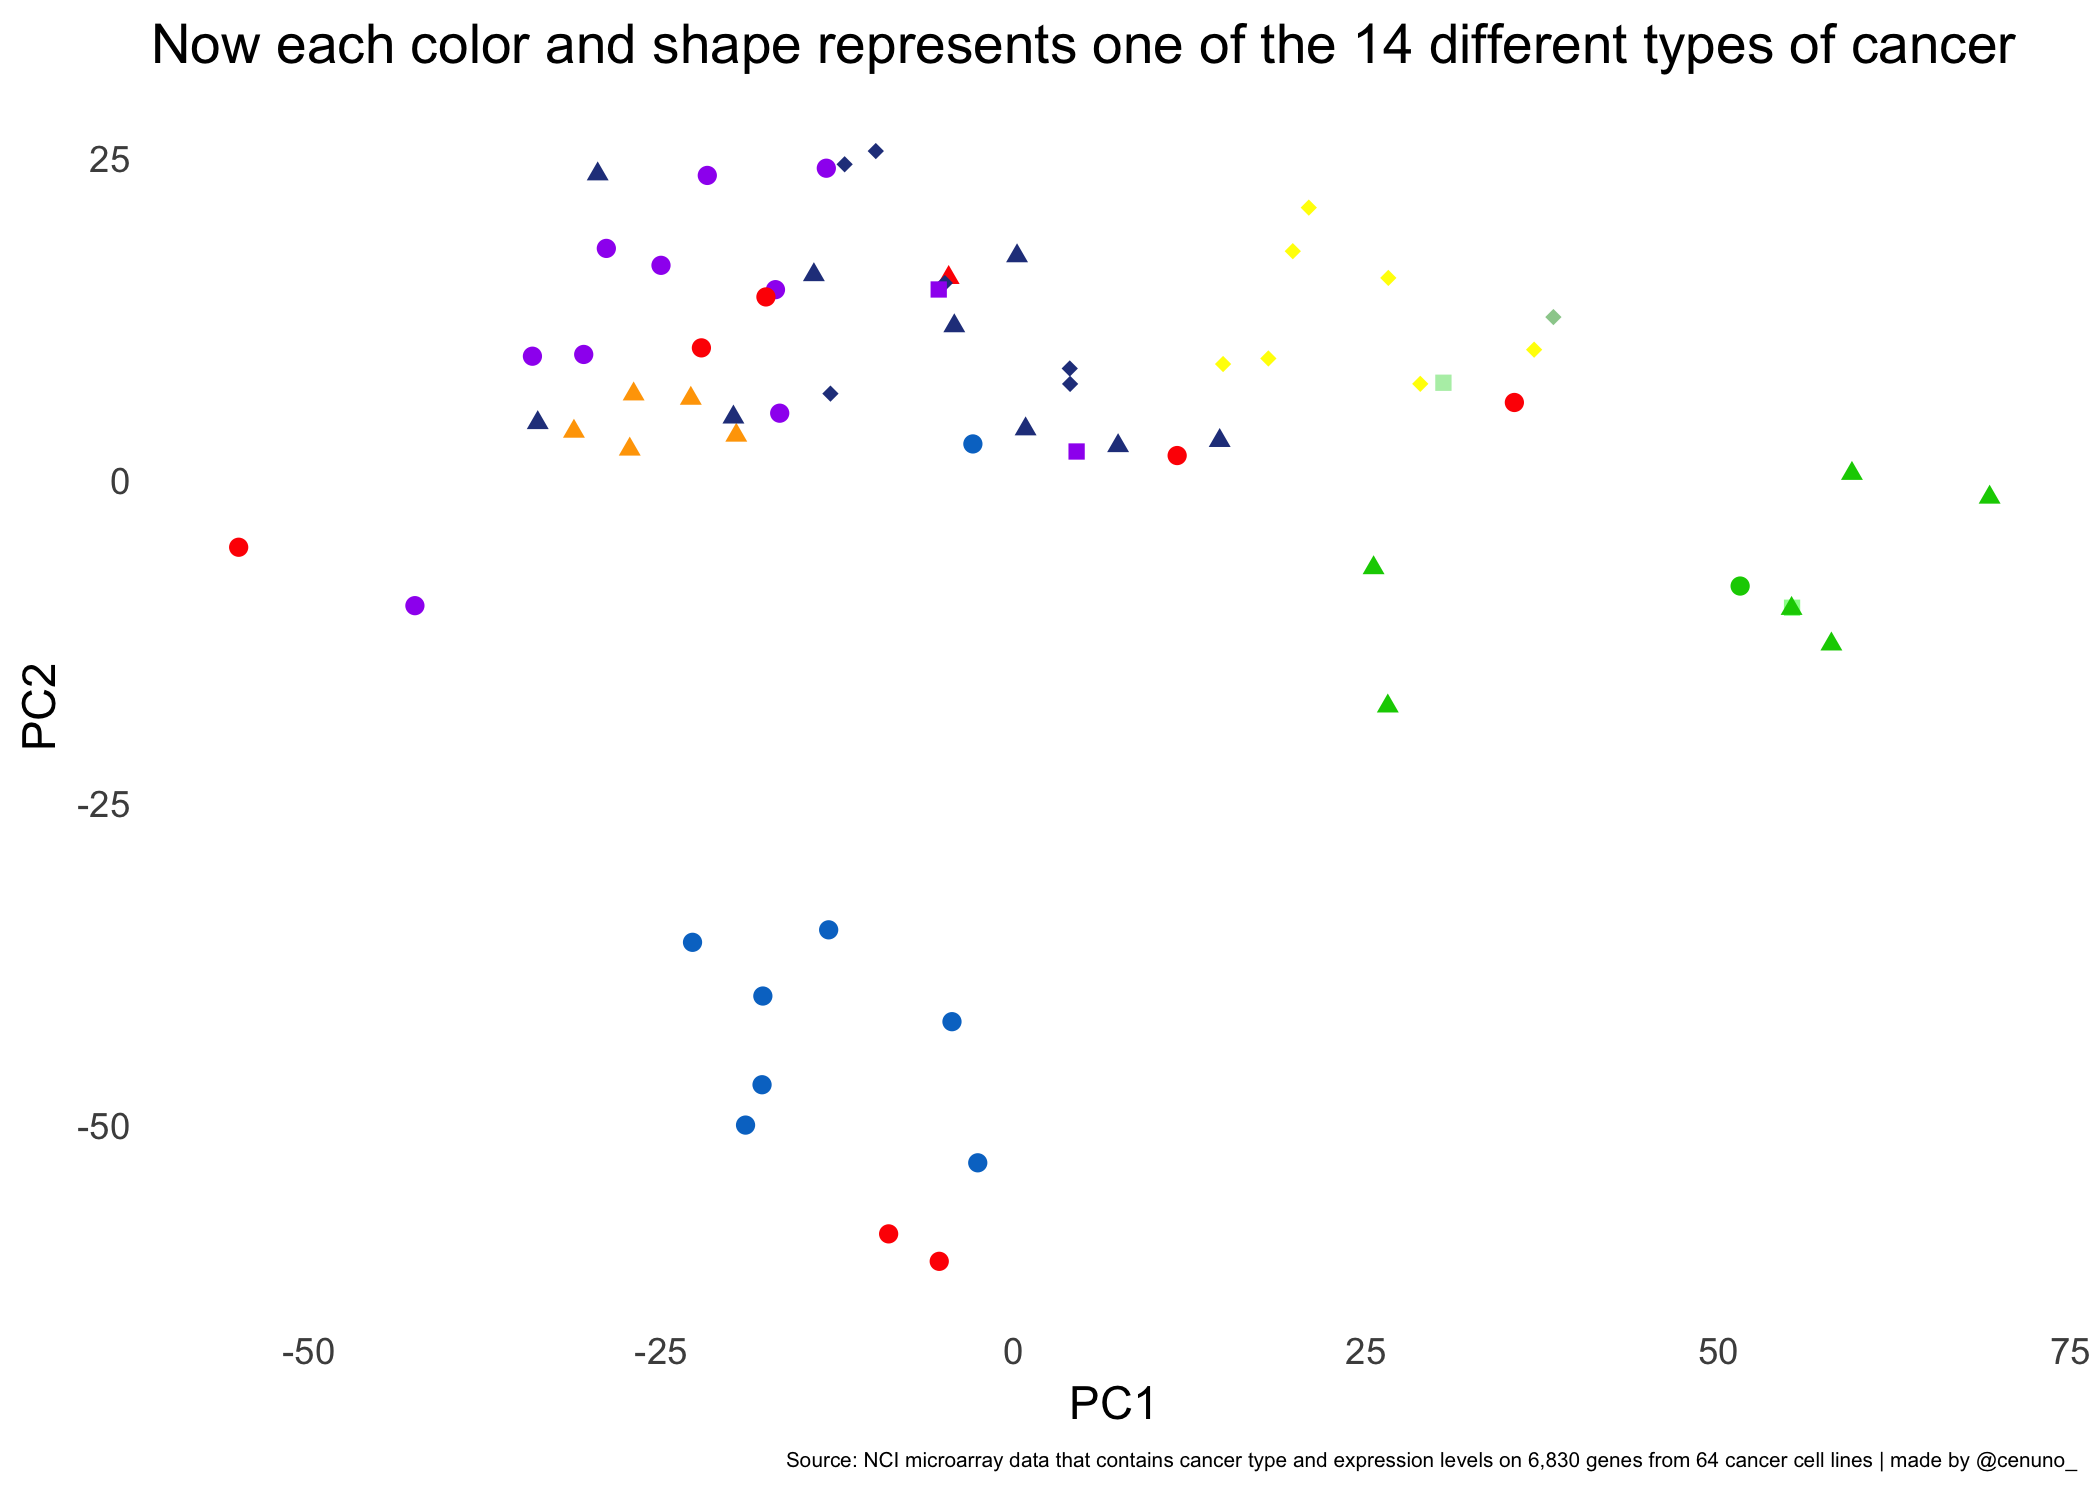 Now each color and shape represents one of the 14 different types of cancer
25
0
-25
-50
PC2
-50 -25 0 25 50 75
PC1
Source: NCI microarray data that contains cancer type and expression levels on 6,830 genes from 64 cancer cell lines | made by @cenuno_